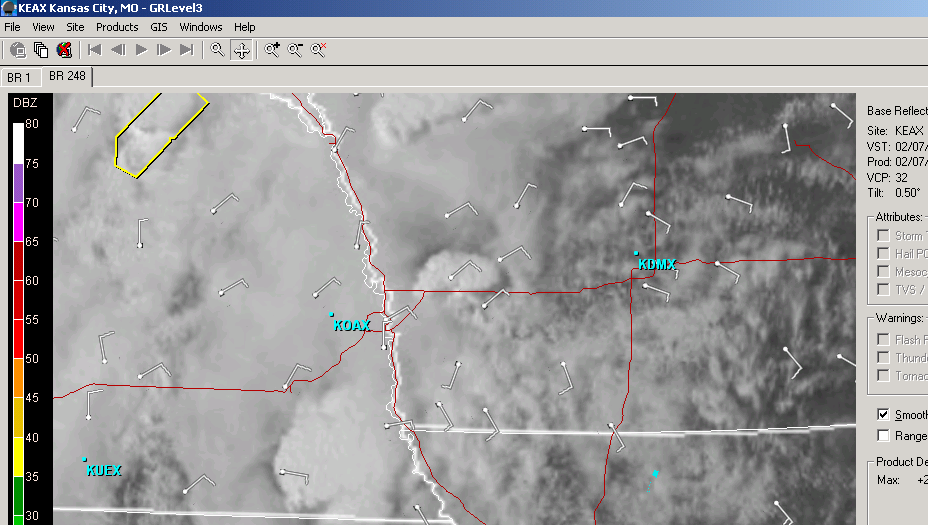 KEAX Kansas City, MO - GRLevel3
File View Site Products GIS Windows Help
BR 1 BR 248
DBZ
80
75
70
65
60
55
50
45
40
35
30
KDMX
KOAX
KUEX
Base Reflect
Site: KEAX
VST: 02/07/
Prod: 02/07/
VCP: 32
Tilt: 0.50°
Attributes:
Storm T
Hail PO
Mesoc
TVS /
Warnings:
Flash F
Thunde
Tornac
Smooth
Range
Product De
Max: +2